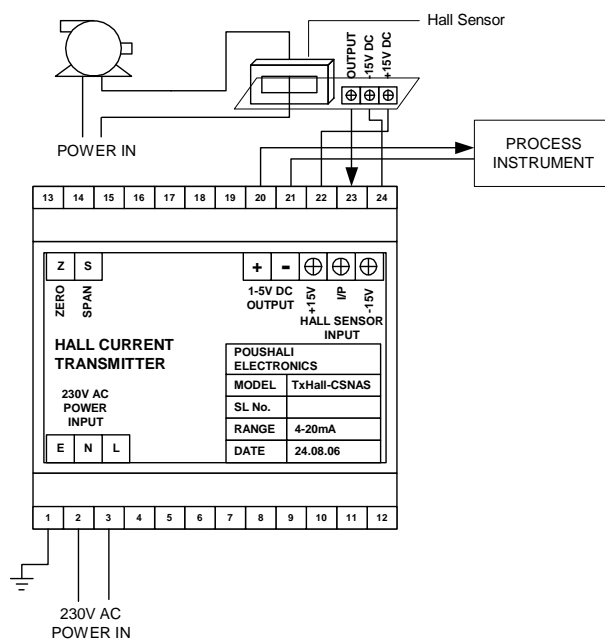 Hall Sensor
OUTPUT
-15V DC
+15V DC
POWER IN
PROCESS
INSTRUMENT
13 14 15 16 17 18 19 20 21 22 23 24
Z S
ZERO
SPAN
+ -
1-5V DC
OUTPUT
+15V
I/P
-15V
HALL SENSOR
INPUT
HALL CURRENT
TRANSMITTER
230V AC
POWER
INPUT
E N L
POUSHALI
ELECTRONICS
MODEL TxHall-CSNAS
SL No.
RANGE 4-20mA
DATE 24.08.06
1 2 3 4 5 6 7 8 9 10 11 12
230V AC
POWER IN